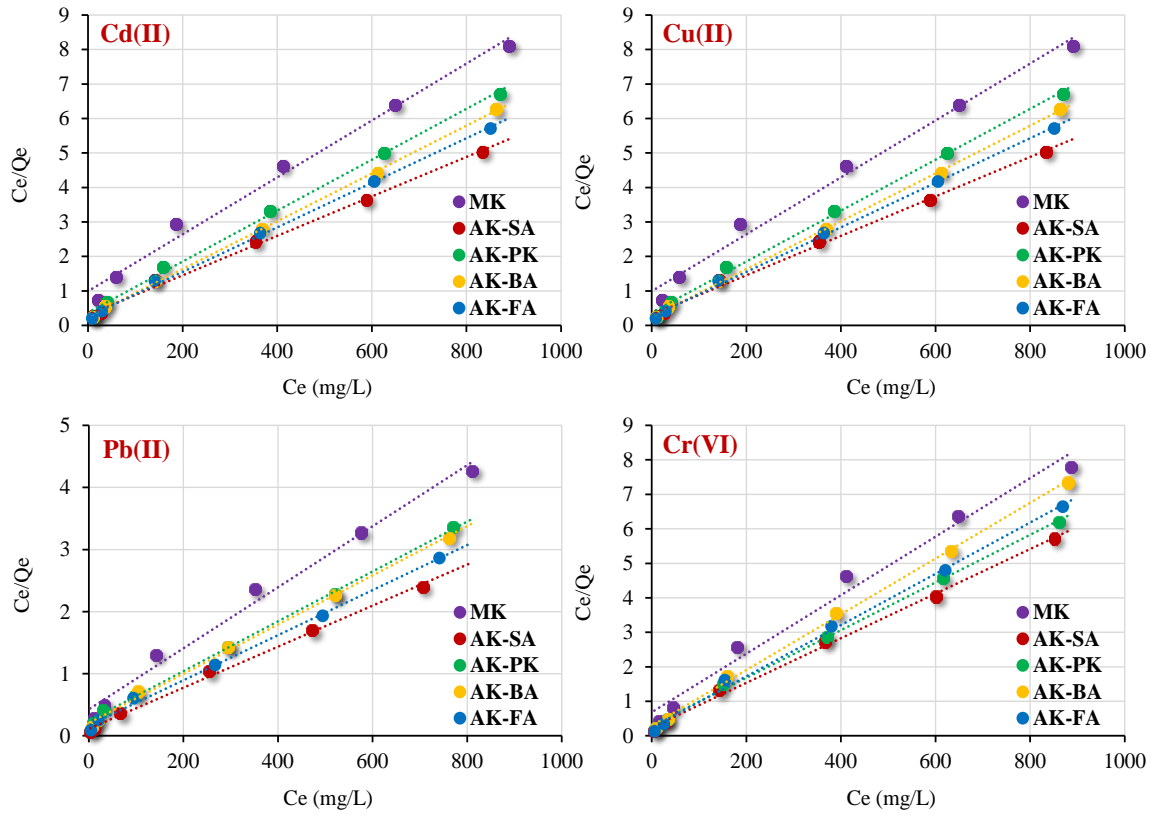 Cd(II)
9
8
7
6
5
4
3
2
1
0
Ce/Qe
MK
AK-SA
AK-PK
AK-BA
AK-FA
0 200 400 600 800 1000
Ce (mg/L)
Cu(II)
9
8
7
6
5
4
3
2
1
0
Ce/Qe
MK
AK-SA
AK-PK
AK-BA
AK-FA
0 200 400 600 800 1000
Ce (mg/L)
Pb(II)
5
4
3
2
1
0
Ce/Qe
MK
AK-SA
AK-PK
AK-BA
AK-FA
0 200 400 600 800 1000
Ce (mg/L)
Cr(VI)
9
8
7
6
5
4
3
2
1
0
Ce/Qe
MK
AK-SA
AK-PK
AK-BA
AK-FA
0 200 400 600 800 1000
Ce (mg/L)